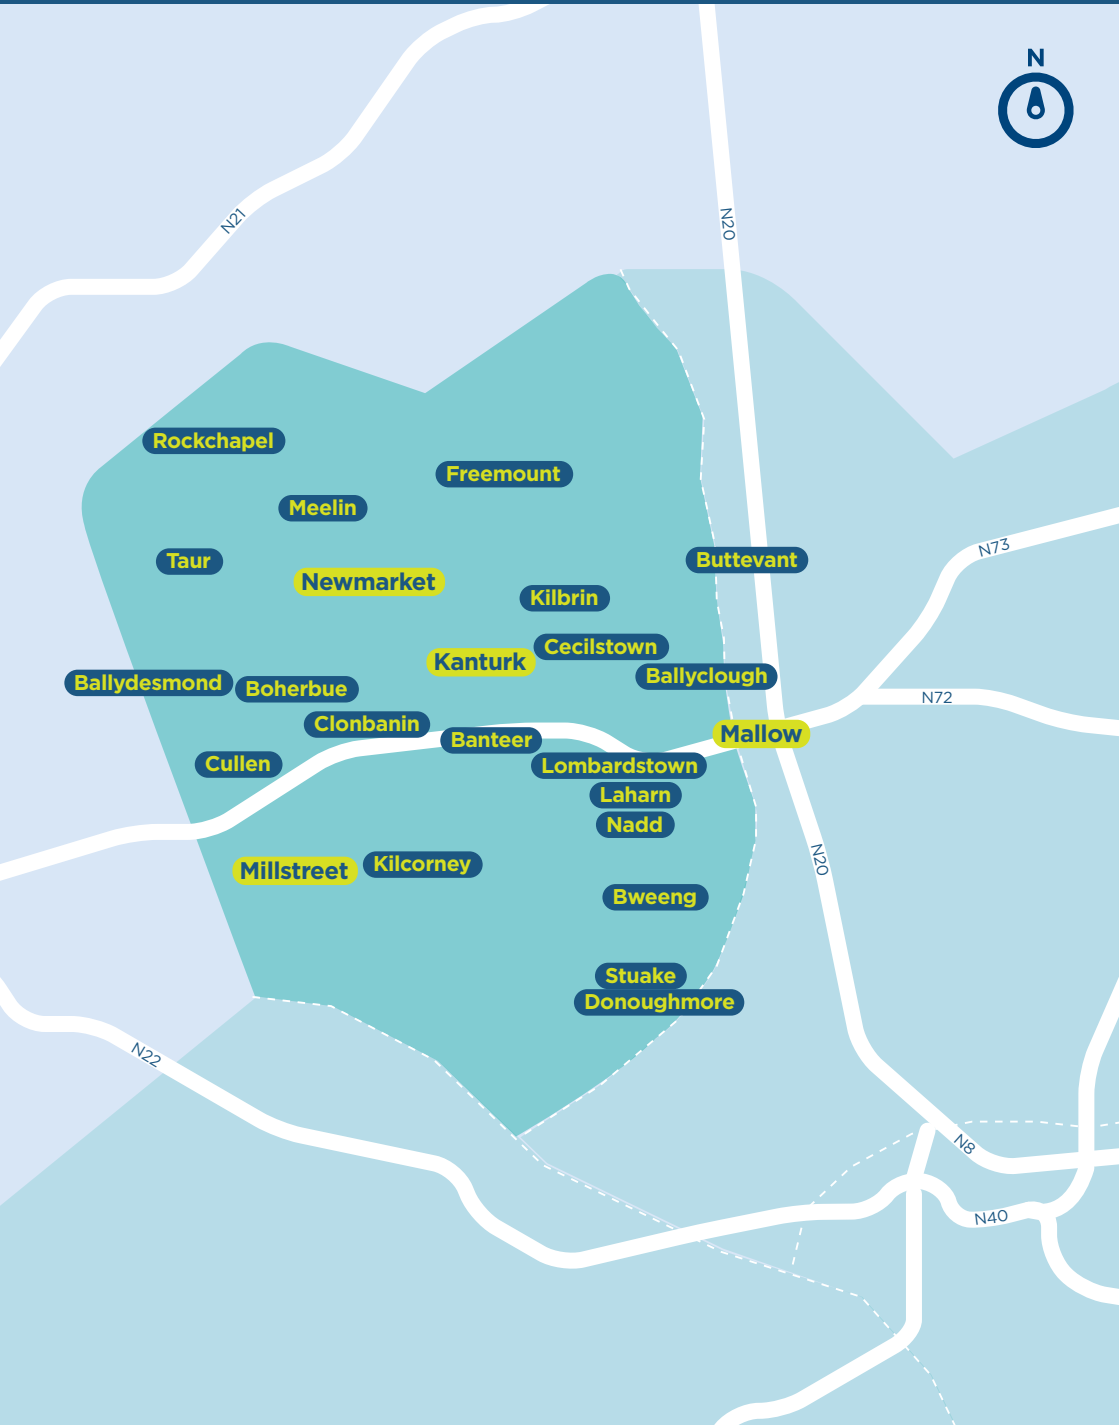 N
N21
N20
Rockchapel
Freemount
Meelin
Taur
Buttevant
N73
Newmarket
Kilbrin
Cecilstown
Kanturk
Ballyclough
Ballydesmond
Boherbue
N72
Clonbanin
Mallow
Banteer
Cullen
Lombardstown
Laharn
Nadd
N20
Kilcorney
Millstreet
Bweeng
Stuake
Donoughmore
N22
N8
N40